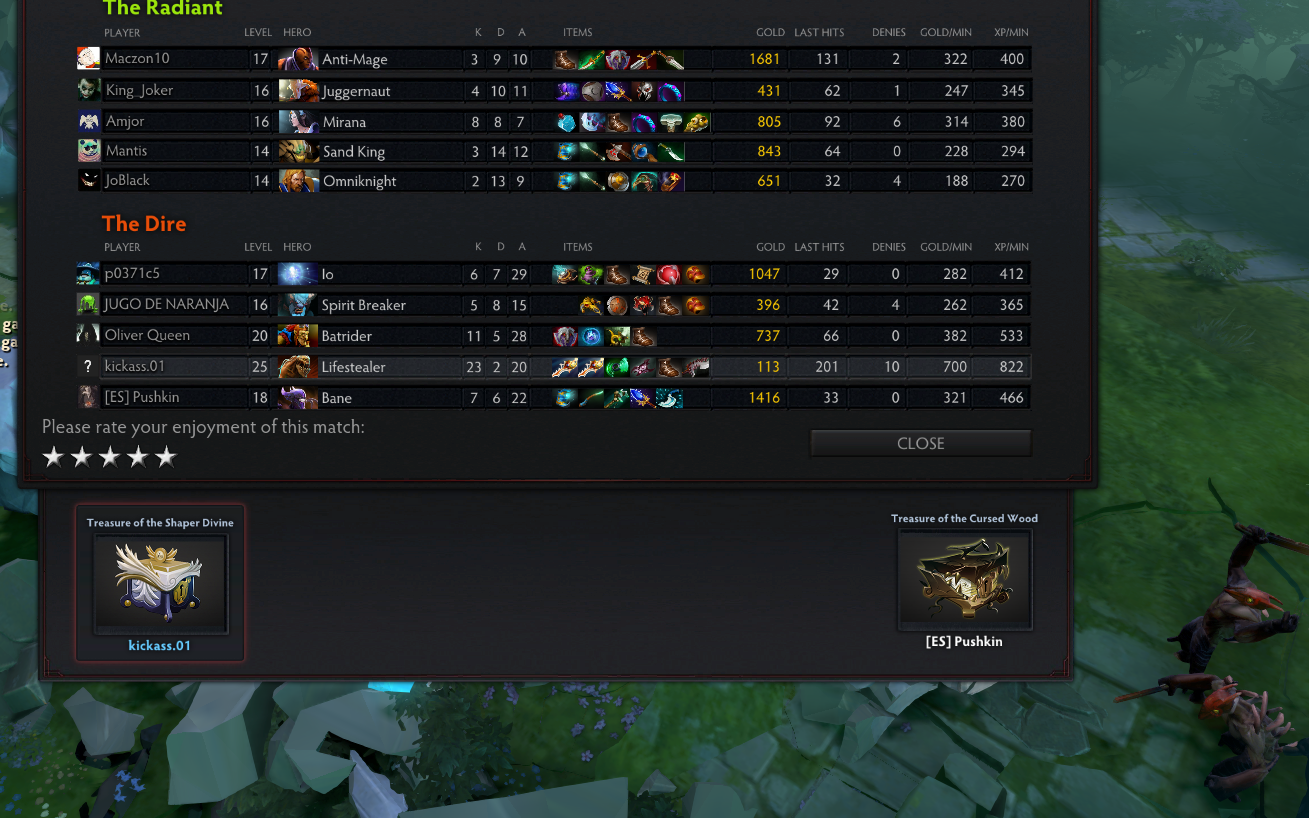 The Radiant
PLAYER LEVEL HERO K D A ITEMS GOLD LAST HITS DENIES GOLD/MIN XP/MIN
Maczon10 17 Anti-Mage 3 9 10 1681 131 2 322 400
King Joker 16 Juggernaut 4 10 11 431 62 1 247 345
Amjor 16 Mirana 8 8 7 805 92 6 314 380
Mantis 14 Sand King 3 14 12 843 64 0 228 294
JoBlack 14 Omniknight 2 13 9 651 32 4 188 270
The Dire
PLAYER LEVEL HERO K D A ITEMS GOLD LAST HITS DENIES GOLD/MIN XP/MIN
p0371c5 17 Io 6 7 29 1047 29 0 282 412
JUGO DE NARANJA 16 Spirit Breaker 5 8 15 396 42 4 262 365
Oliver Queen 20 Batrider 11 5 28 737 66 0 382 533
? kickass.01 25 Lifestealer 23 2 20 113 201 10 700 822
[ES] Pushkin 18 Bane 7 6 22 1416 33 0 321 466
Please rate your enjoyment of this match:
CLOSE
Treasure of the Shaper Divine
kickass.01
Treasure of the Cursed Wood
[ES] Pushkin